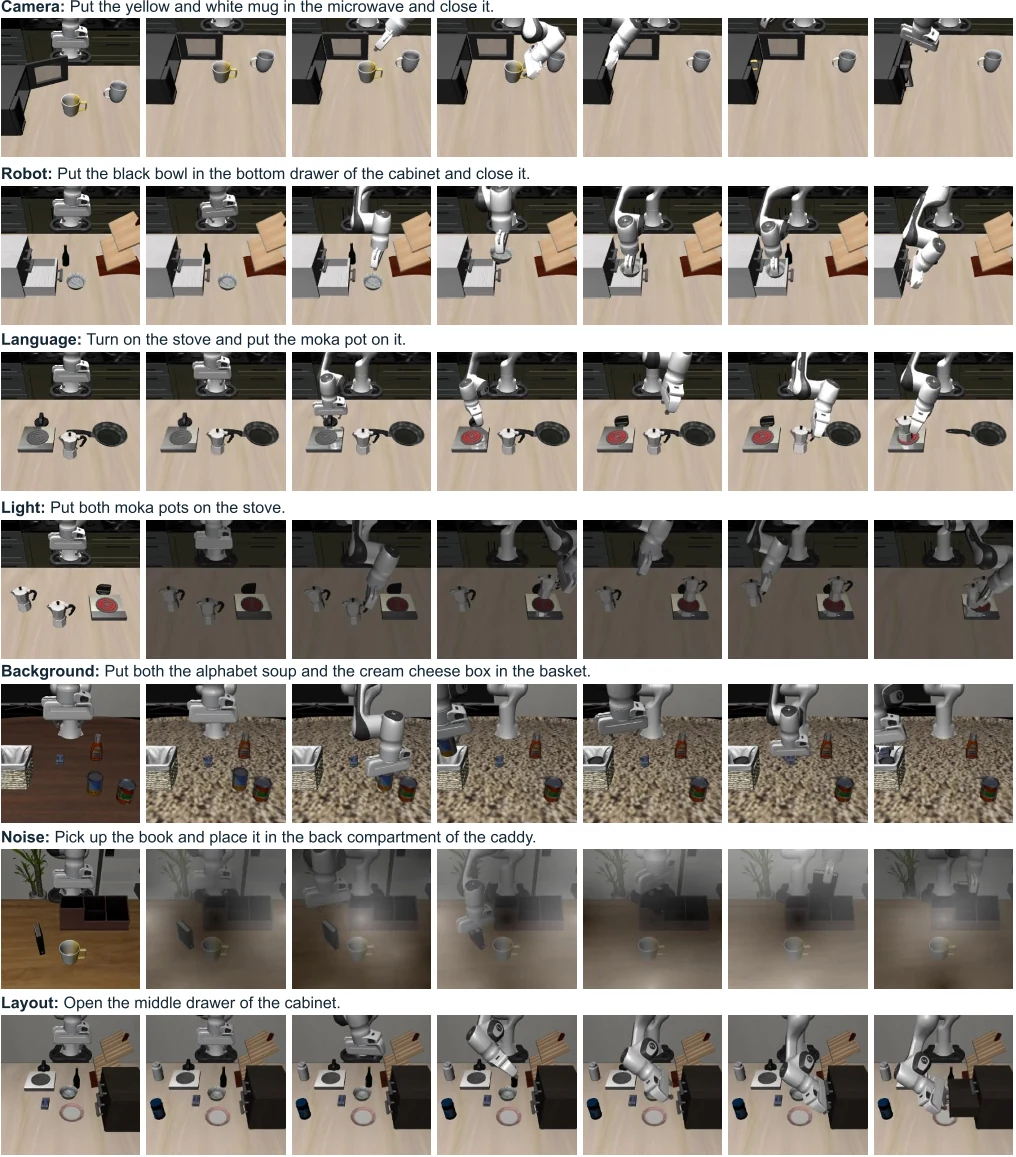 Camera: Put the yellow and white mug in the microwave and close it.
Robot: Put the black bowl in the bottom drawer of the cabinet and close it.
Language: Turn on the stove and put the moka pot on it.
Light: Put both moka pots on the stove.
Background: Put both the alphabet soup and the cream cheese box in the basket.
Noise: Pick up the book and place it in the back compartment of the caddy.
Layout: Open the middle drawer of the cabinet.